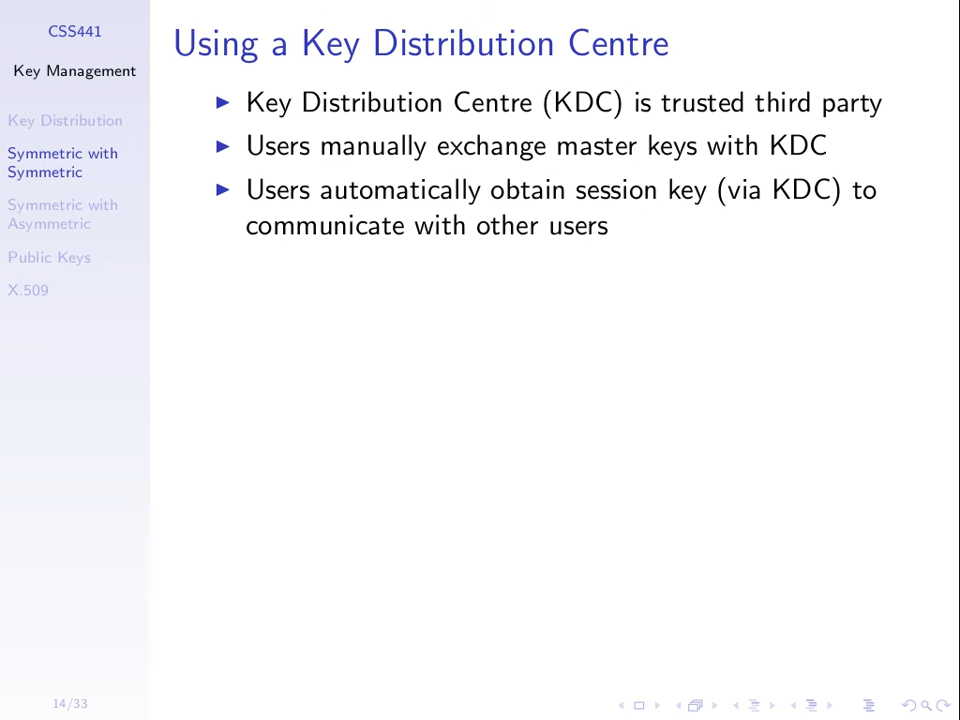 CSS441
Key Management
Key Distribution
Symmetric with
Symmetric
Symmetric with
Asymmetric
Public Keys
X.509
14/33
Using a Key Distribution Centre
Key Distribution Centre (KDC) is trusted third party
Users manually exchange master keys with KDC
Users automatically obtain session key (via KDC) to
communicate with other users